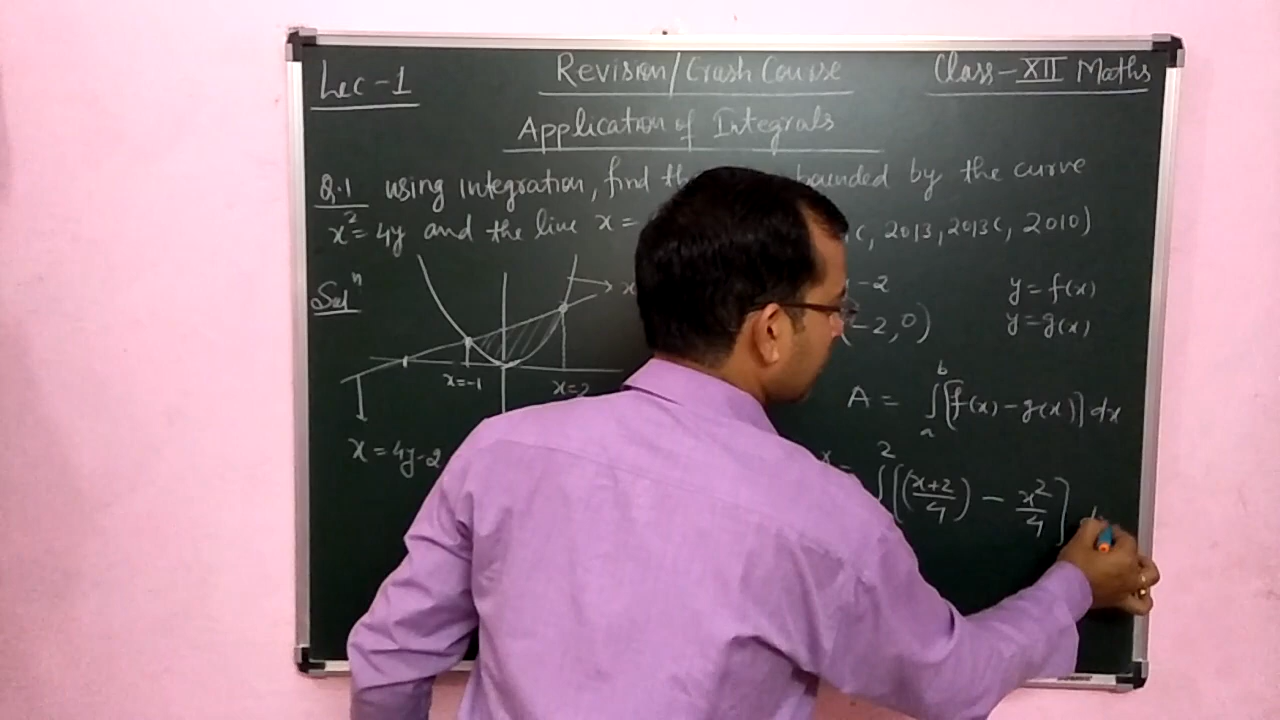 Lec-1
Revision/Crash Course
Class-XII Maths
Application of Integrals
Q.1 using integration, find bounded by the curve
x²=4y and the line x= C, 2013, 2013C, 2010)
Solⁿ
x=-1
x=2
x=4y-2
-2
(-2,0)
y=f(x)
y=g(x)
A = ∫ₐᵇ[f(x)-g(x)]dx
2
∫[((x+2)/4) - x²/4]